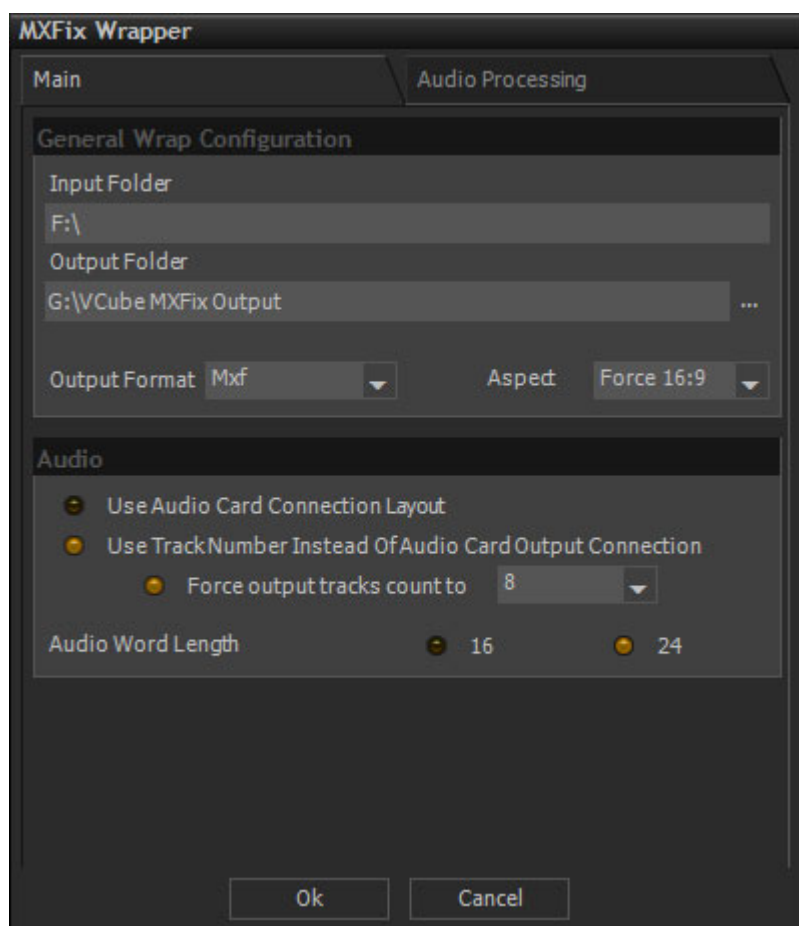 MXFix Wrapper
Main
Audio Processing
General Wrap Configuration
Input Folder
F:\
Output Folder
G:\VCube MXFix Output
...
Output Format Mxf Aspect Force 16:9
Audio
Use Audio Card Connection Layout
Use Track Number Instead Of Audio Card Output Connection
Force output tracks count to 8
Audio Word Length 16 24
Ok Cancel